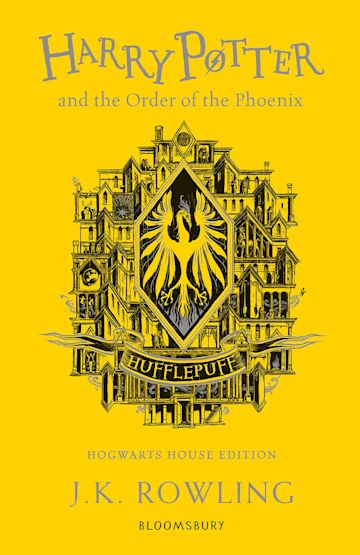 HARRY POTTER
and the Order of the Phoenix
HUFFLEPUFF
HOGWARTS HOUSE EDITION
J.K. ROWLING
BLOOMSBURY